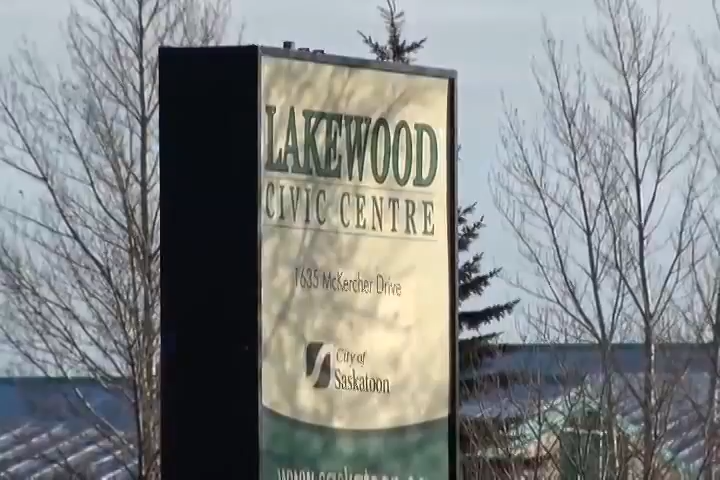 LAKEWOOD
CIVIC CENTRE
1635 McKercher Drive
City of
Saskatoon